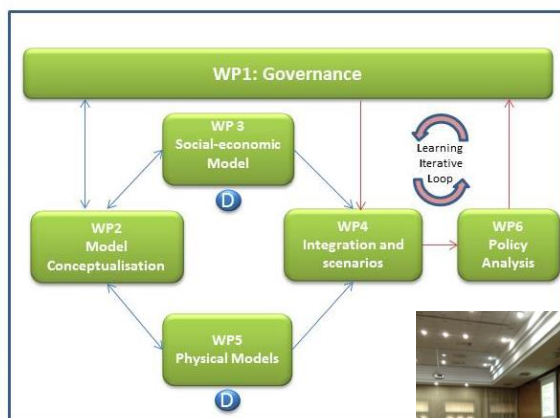 WP1: Governance
WP 3
Social-economic
Model
Learning
Iterative
Loop
D
WP2
Model
Conceptualisation
WP4
Integration and
scenarios
WP6
Policy
Analysis
WP5
Physical Models
D